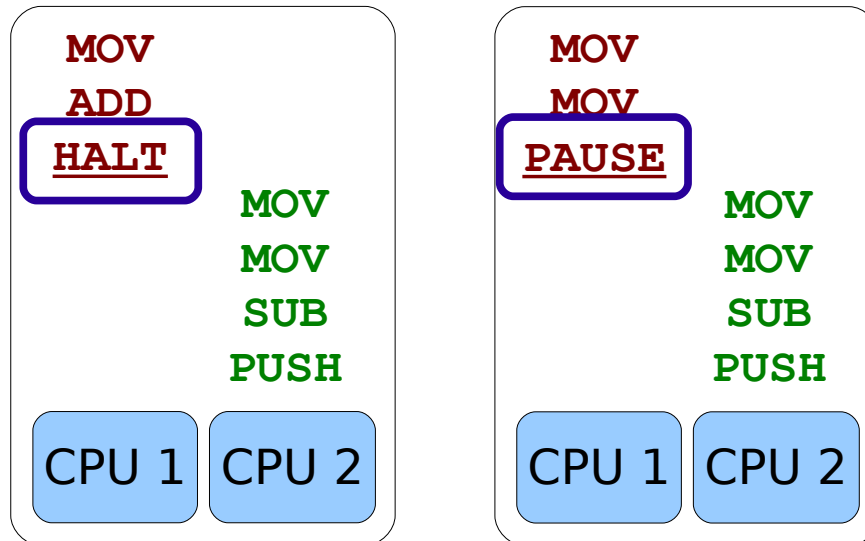 MOV
ADD
HALT
MOV
MOV
SUB
PUSH
CPU 1 CPU 2
MOV
MOV
PAUSE
MOV
MOV
SUB
PUSH
CPU 1 CPU 2